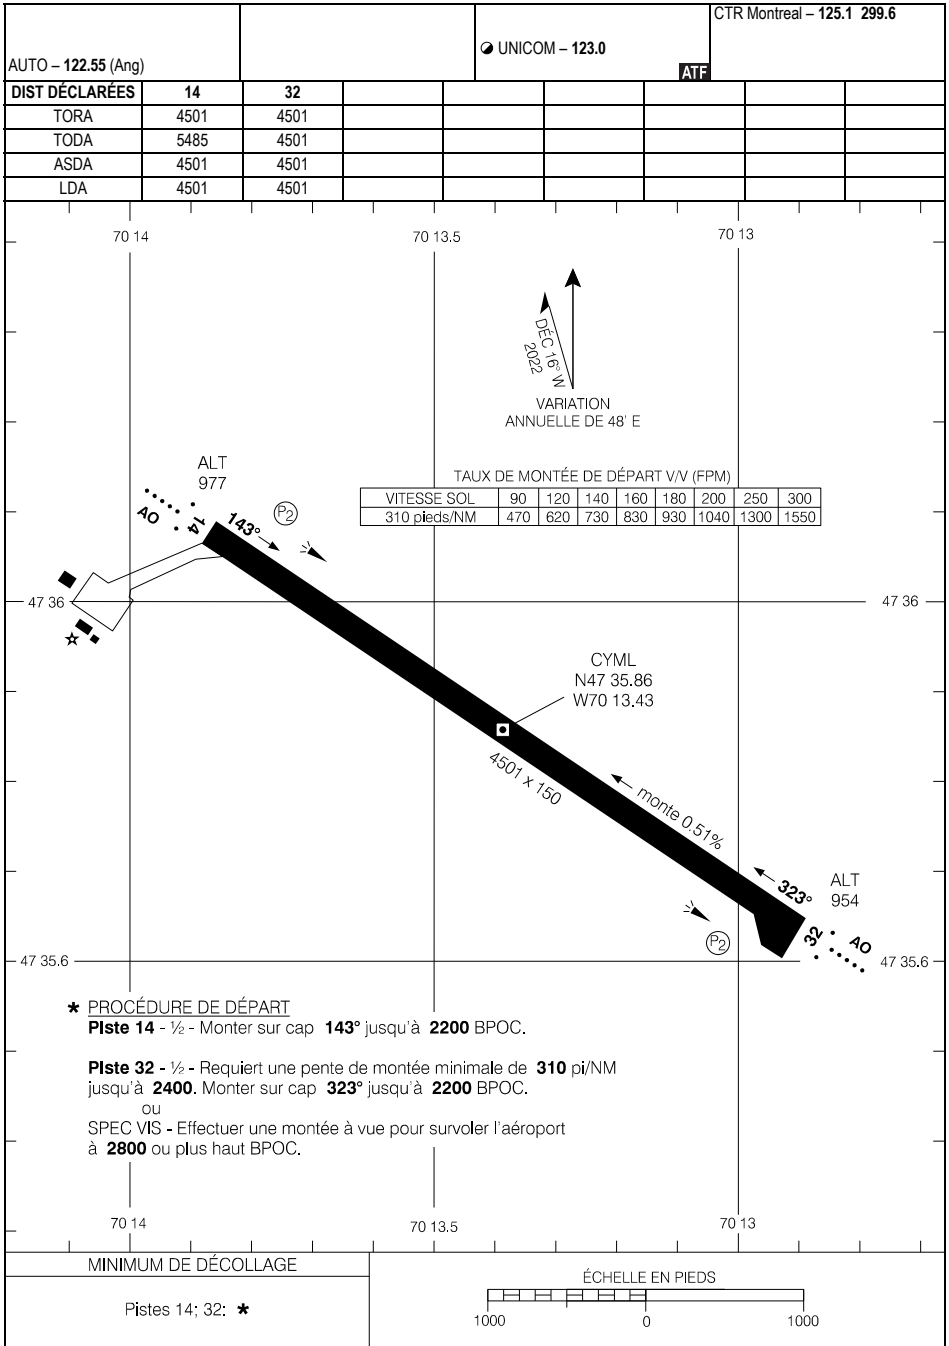 AUTO – 122.55 (Ang)
UNICOM – 123.0
ATF
CTR Montreal – 125.1 299.6
DIST DÉCLARÉES 14 32
TORA 4501 4501
TODA 5485 4501
ASDA 4501 4501
LDA 4501 4501
70 14 70 13.5 70 13
DÉC 16° W
2022
VARIATION
ANNUELLE DE 48' E
TAUX DE MONTÉE DE DÉPART V/V (FPM)
VITESSE SOL 90 120 140 160 180 200 250 300
310 pieds/NM 470 620 730 830 930 1040 1300 1550
ALT
977
AO
14
143°
P2
47 36 47 36
CYML
N47 35.86
W70 13.43
4501 x 150
monte 0.51%
323°
ALT
954
P2
32
AO
47 35.6 47 35.6
* PROCÉDURE DE DÉPART
Piste 14 - ½ - Monter sur cap 143° jusqu'à 2200 BPOC.
Piste 32 - ½ - Requiert une pente de montée minimale de 310 pi/NM
jusqu'à 2400. Monter sur cap 323° jusqu'à 2200 BPOC.
ou
SPEC VIS - Effectuer une montée à vue pour survoler l'aéroport
à 2800 ou plus haut BPOC.
70 14 70 13.5 70 13
MINIMUM DE DÉCOLLAGE
Pistes 14; 32: *
ÉCHELLE EN PIEDS
1000 0 1000